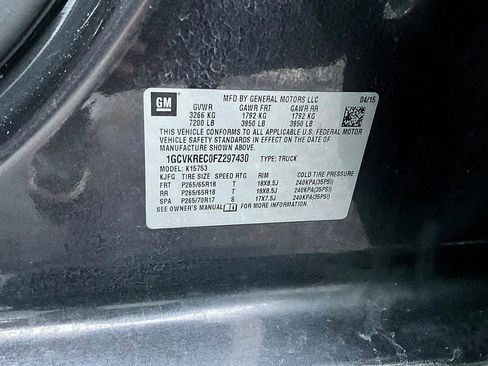 GM
MFD BY GENERAL MOTORS LLC
04/15
GVWR GAWR FRT GAWR RR
3266 KG 1792 KG 1792 KG
7200 LB 3950 LB 3950 LB
THIS VEHICLE CONFORMS TO ALL APPLICABLE U.S. FEDERAL MOTOR
VEHICLE SAFETY STANDARDS IN EFFECT ON THE DATE OF
MANUFACTURE SHOWN ABOVE.
1GCVKREC0FZ297430 TYPE: TRUCK
MODEL: K15753
KJFG TIRE SIZE SPEED RTG RIM COLD TIRE PRESSURE
FRT P265/65R18 T 18X8.5J 240KPA(35PSI)
RR P265/65R18 T 18X8.5J 240KPA(35PSI)
SPA P265/70R17 S 17X7.5J 240KPA(35PSI)
SEE OWNER'S MANUAL FOR MORE INFORMATION.